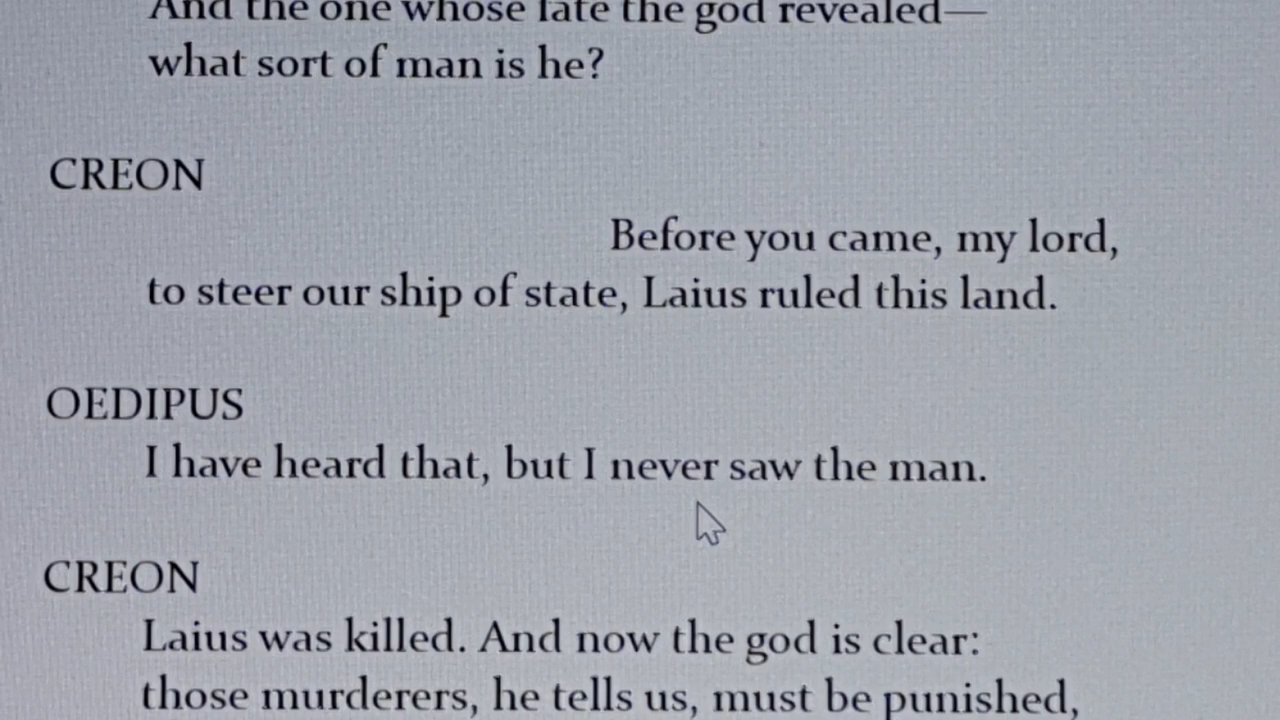 And the one whose fate the god revealed—
what sort of man is he?
CREON
Before you came, my lord,
to steer our ship of state, Laius ruled this land.
OEDIPUS
I have heard that, but I never saw the man.
CREON
Laius was killed. And now the god is clear:
those murderers, he tells us, must be punished,